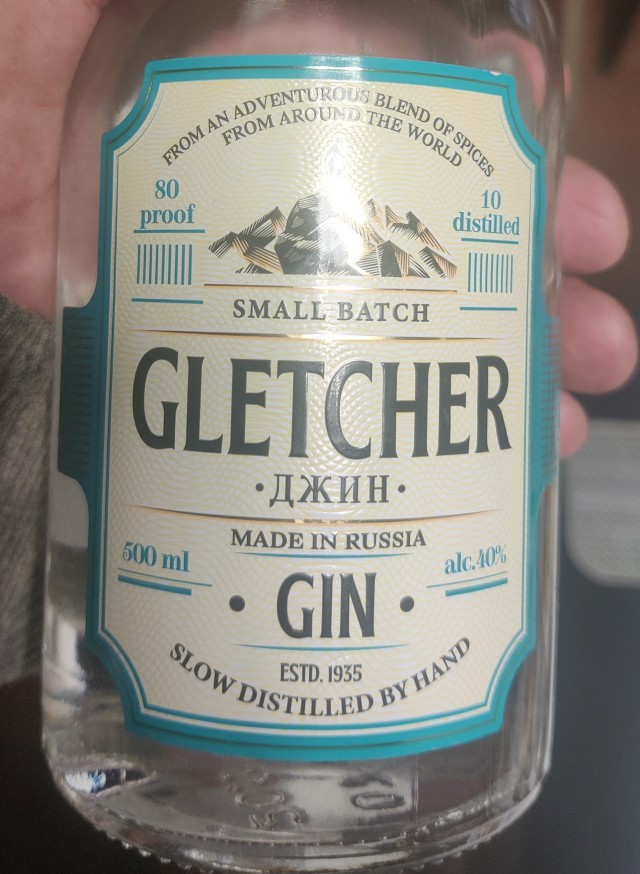 FROM AN ADVENTUROUS BLEND OF SPICES
FROM AROUND THE WORLD
80
proof
10
distilled
SMALL BATCH
GLETCHER
·ДЖИН·
MADE IN RUSSIA
500 ml
alc.40%
· GIN ·
ESTD. 1935
SLOW DISTILLED BY HAND